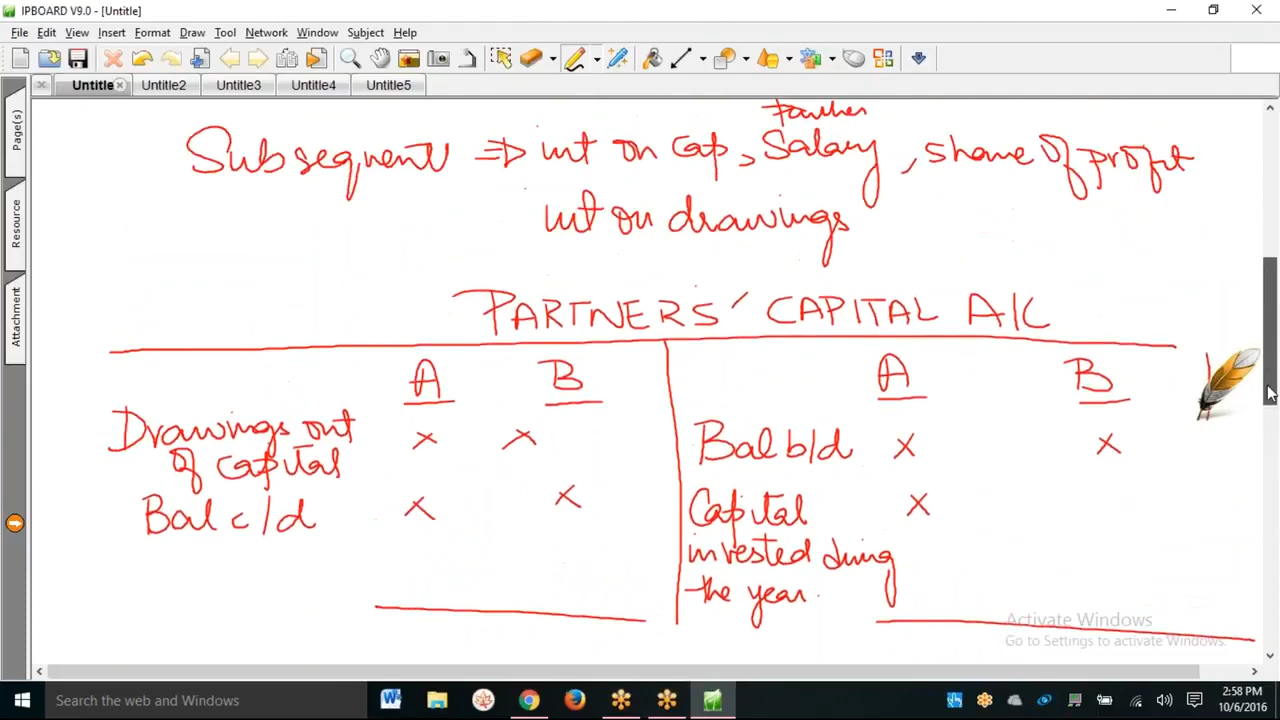 IPBOARD V9.0 - [Untitle]
File Edit View Insert Format Draw Tool Network Window Subject Help
Untitle Untitle2 Untitle3 Untitle4 Untitle5
Page(s)
Resource
Attachment
Partner
Subsequent ⇒ int on cap, Salary, share of profit
int on drawings
PARTNERS' CAPITAL A/C
A B A B
Drawings out of capital x x
Bal b/d x x
Bal c/d x x
Capital invested during the year x
Activate Windows
Go to Settings to activate Windows.
Search the web and Windows
2:58 PM
10/6/2016